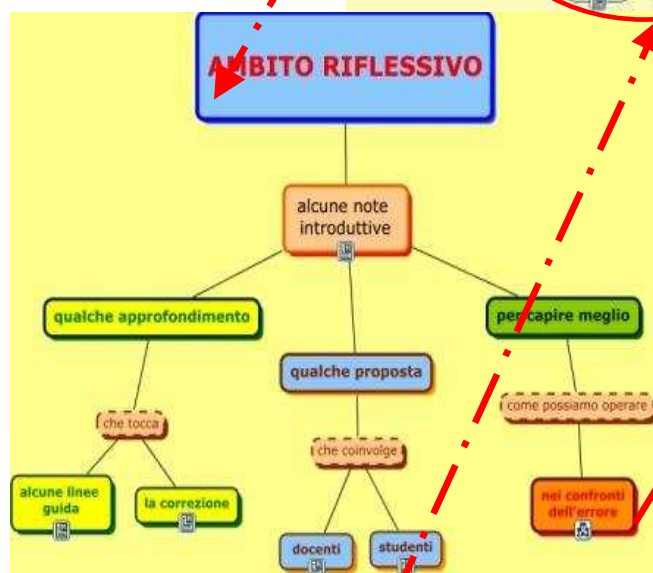 AMBITO RIFLESSIVO
alcune note
introduttive
qualche approfondimento
per capire meglio
qualche proposta
che tocca
che coinvolge
come possiamo operare
alcune linee
guida
la correzione
docenti
studenti
nei confronti
dell'errore